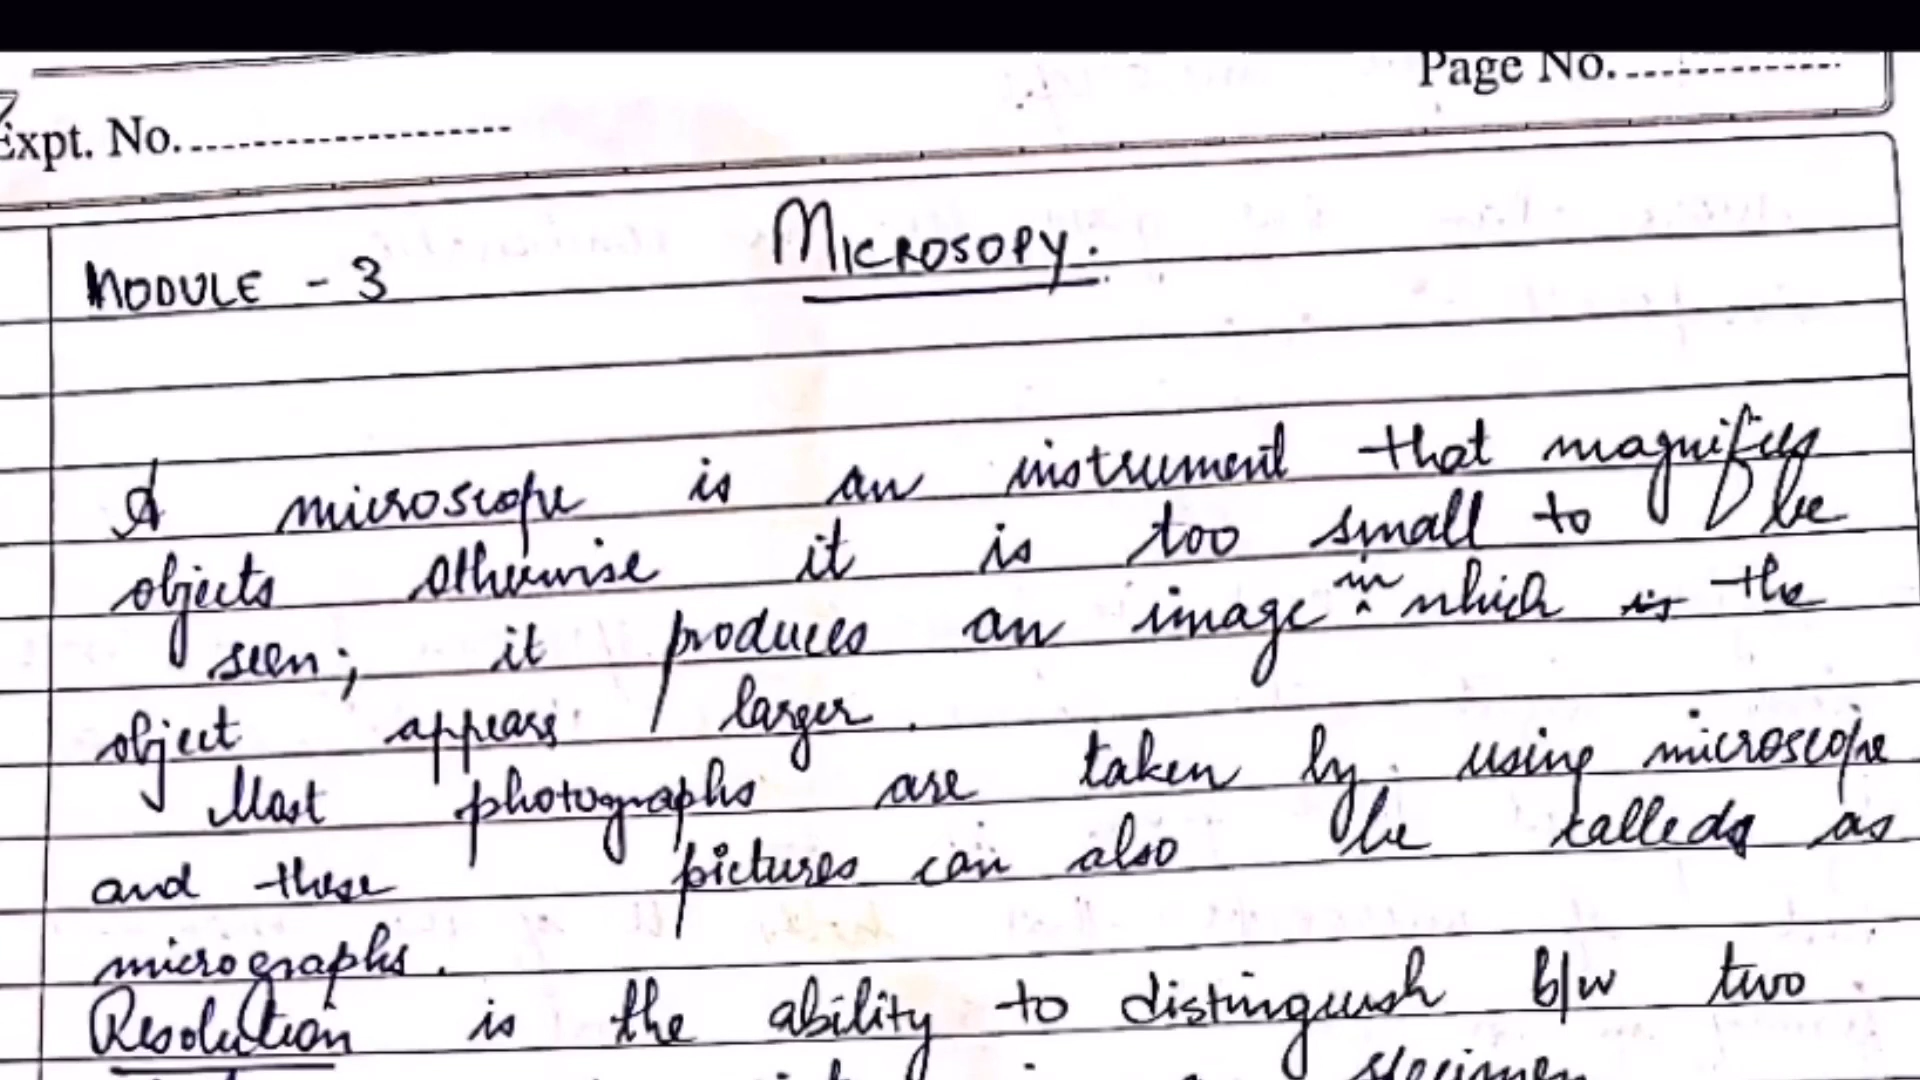 Page No.
Expt. No.
MODULE - 3 MICROSOPY.
A microscope is an instrument that magnifies
objects otherwise it is too small to be
seen; it produces an image in which is the
object appears larger.
Most photographs are taken by using microscope
and these pictures can also be called as
micrographs.
Resolution is the ability to distinguish b/w two
specimen